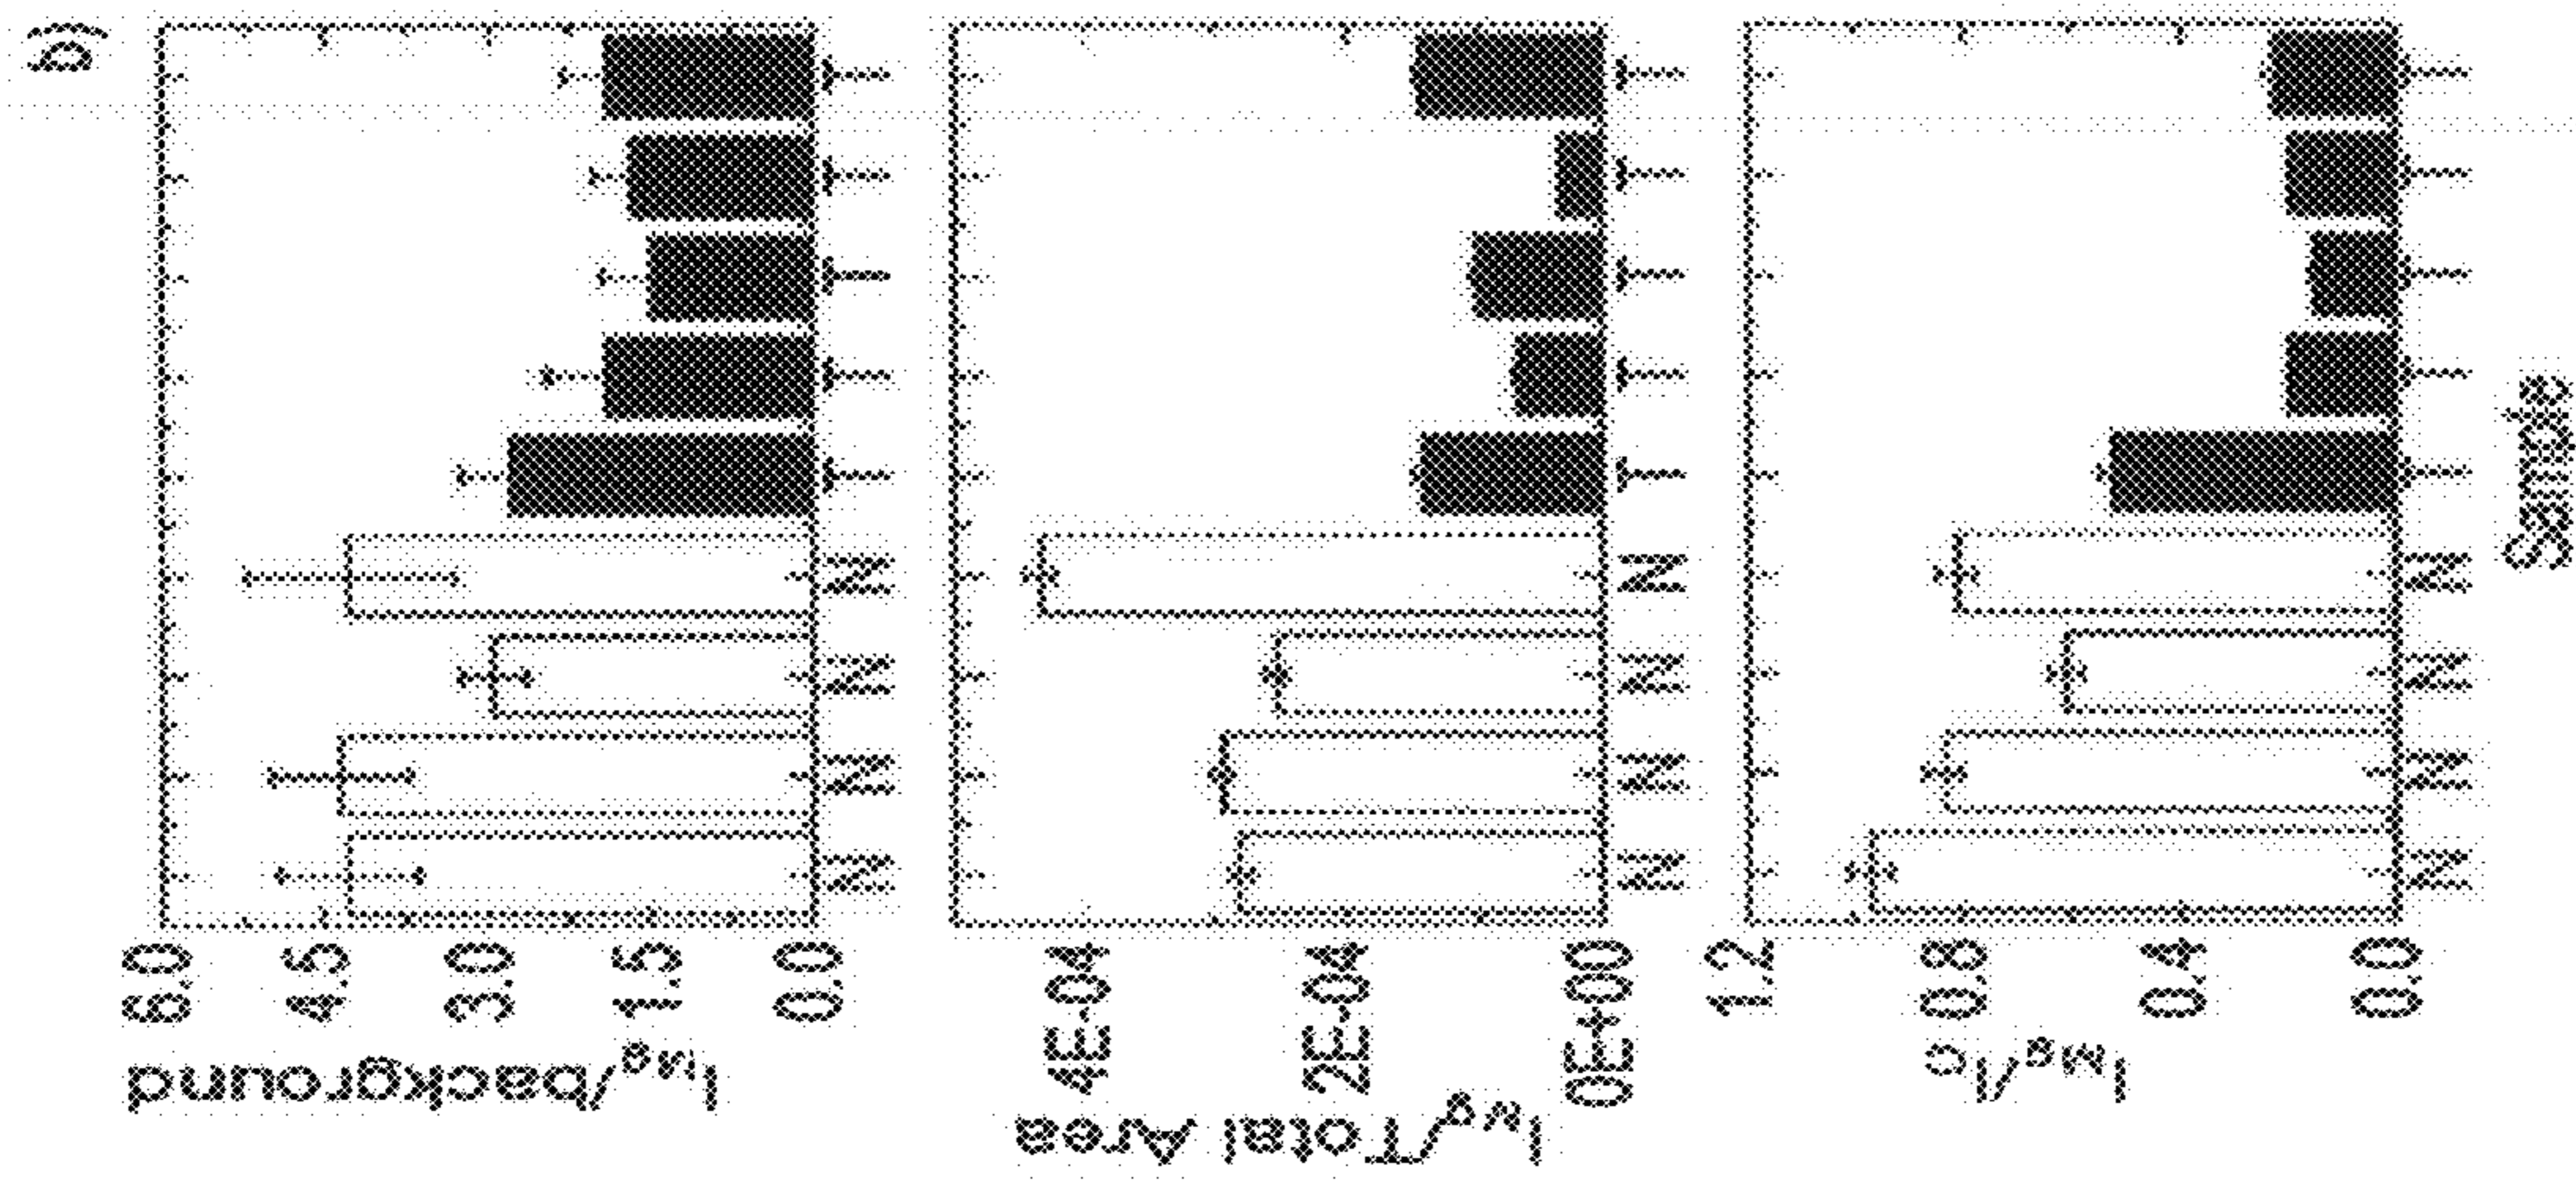 b)
I_Mg/background
6.0
4.5
3.0
1.5
0.0
N N N N T T T T T
I_Mg/Total Area
4E-04
2E-04
0E+00
N N N N T T T T T
I_Mg/I_C
1.2
0.8
0.4
0.0
N N N N T T T T T
Sample